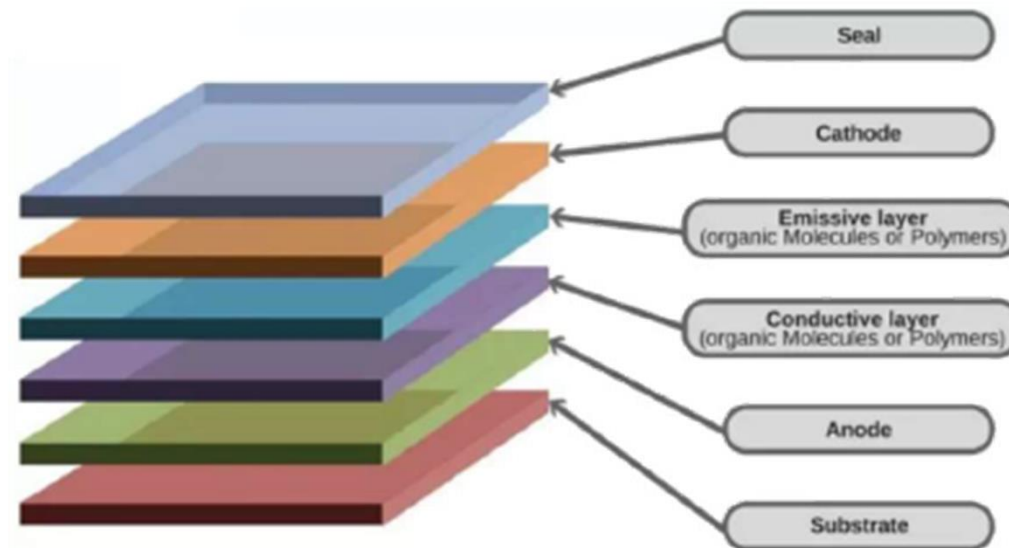 Seal
Cathode
Emissive layer
(organic Molecules or Polymers)
Conductive layer
(organic Molecules or Polymers)
Anode
Substrate